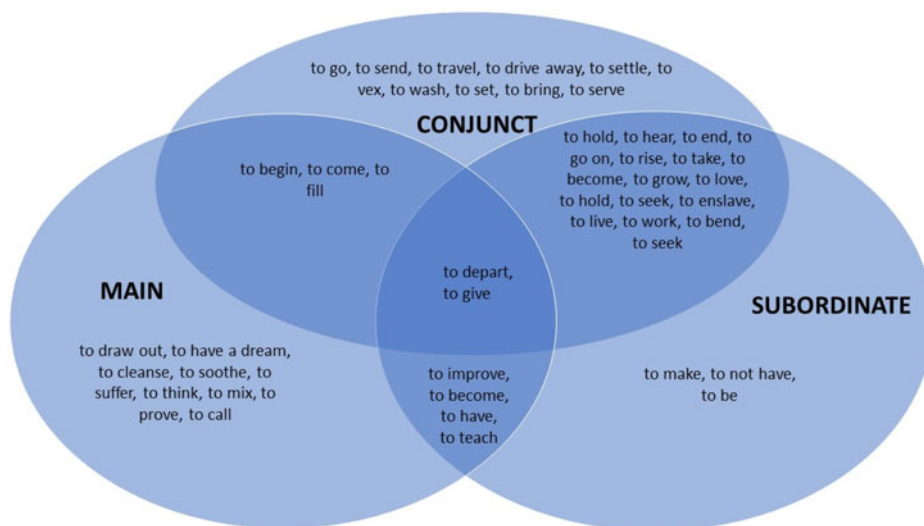 to go, to send, to travel, to drive away, to settle, to
vex, to wash, to set, to bring, to serve
CONJUNCT
to begin, to come, to
fill
to hold, to hear, to end, to
go on, to rise, to take, to
become, to grow, to love,
to hold, to seek, to enslave,
to live, to work, to bend,
to seek
to depart,
to give
MAIN
SUBORDINATE
to draw out, to have a dream,
to cleanse, to soothe, to
suffer, to think, to mix, to
prove, to call
to improve,
to become,
to have,
to teach
to make, to not have,
to be